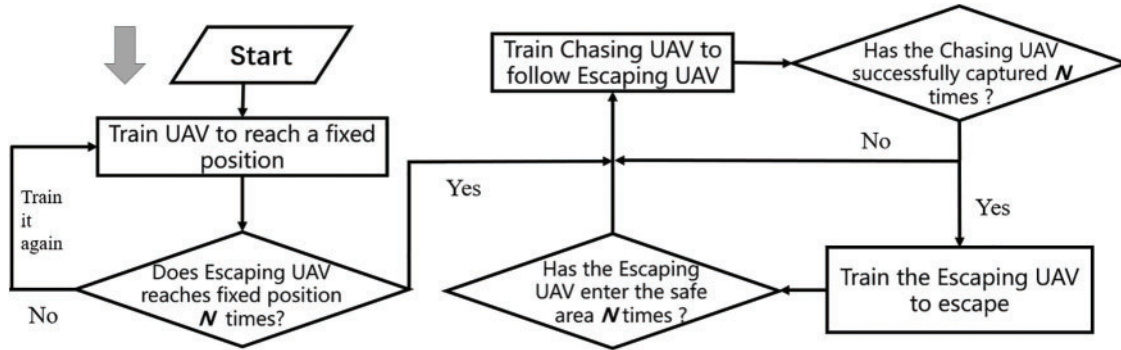 Start
Train UAV to reach a fixed
position
Train
it
again
Does Escaping UAV
reaches fixed position
N times?
No
Yes
Train Chasing UAV to
follow Escaping UAV
Has the Chasing UAV
successfully captured N
times ?
No
Yes
Train the Escaping UAV
to escape
Has the Escaping
UAV enter the safe
area N times ?